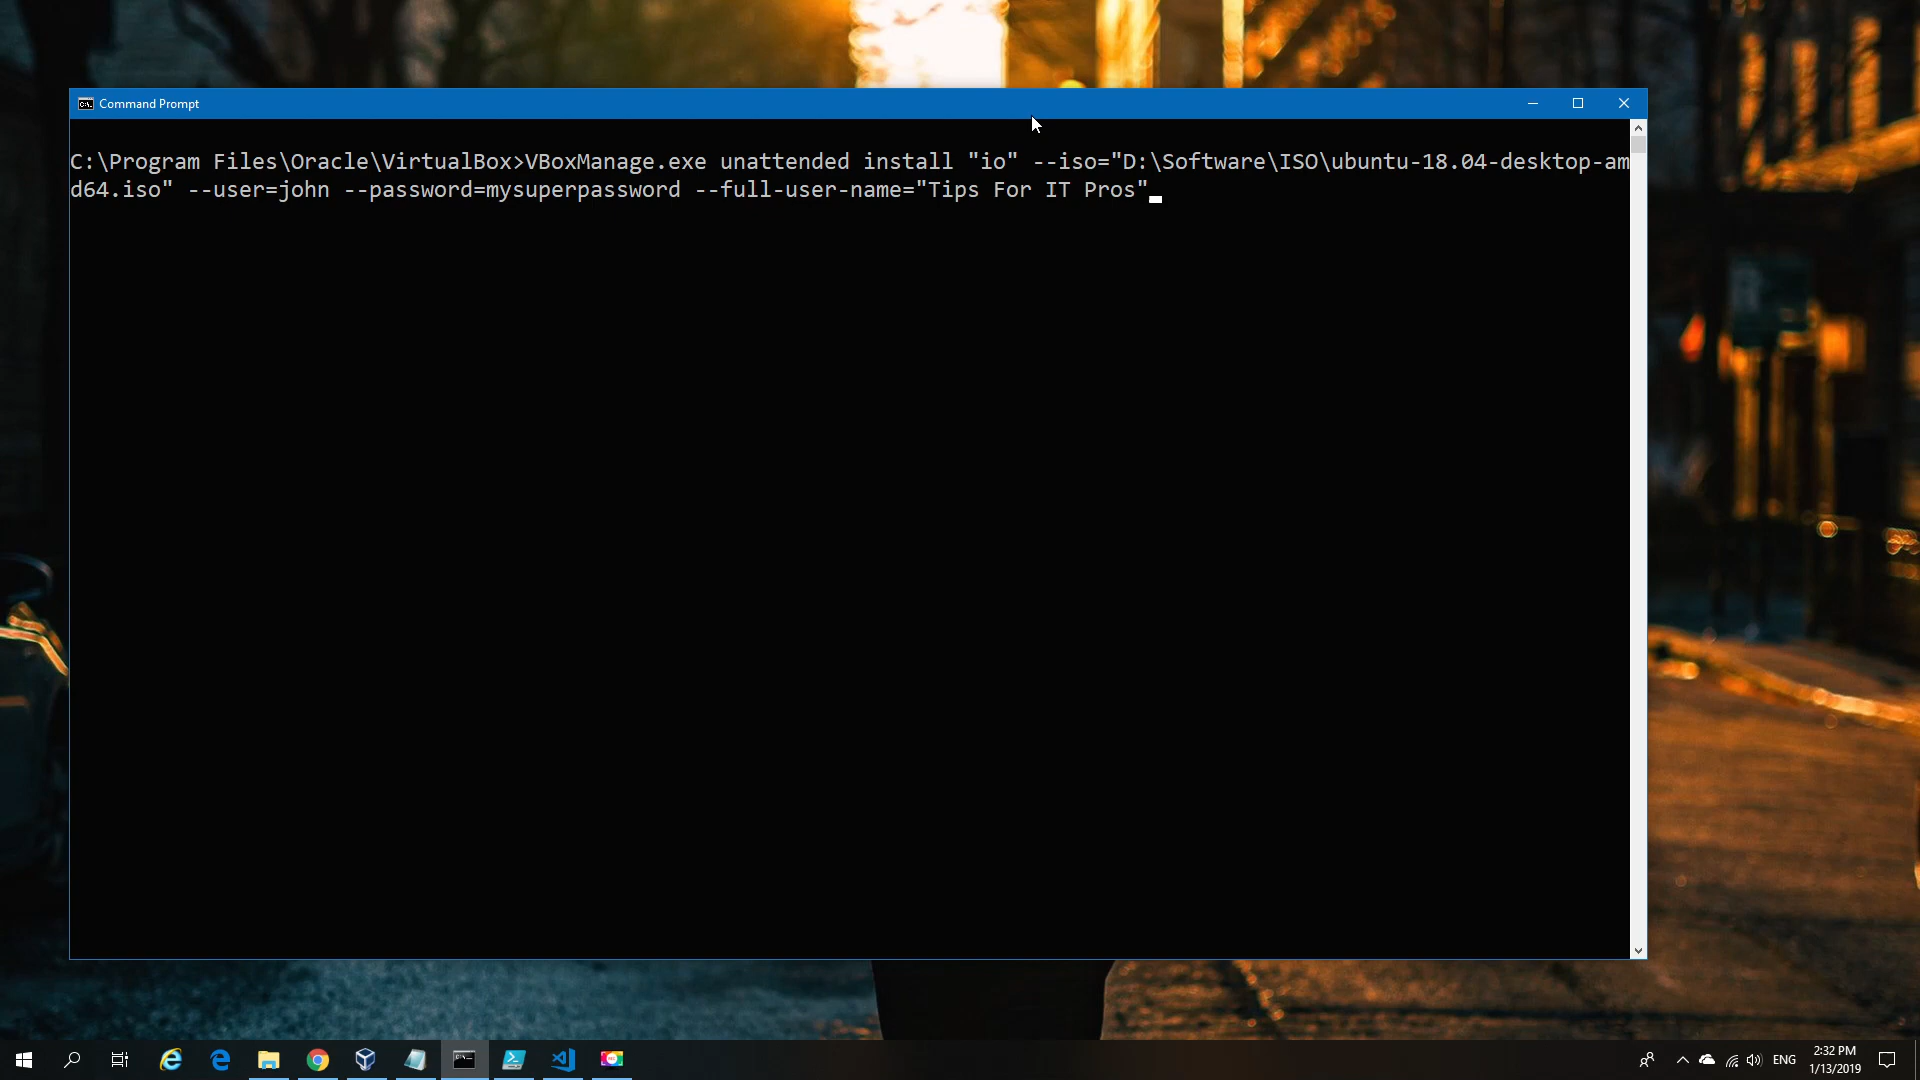 Command Prompt
C:\Program Files\Oracle\VirtualBox>VBoxManage.exe unattended install "io" --iso="D:\Software\ISO\ubuntu-18.04-desktop-am
d64.iso" --user=john --password=mysuperpassword --full-user-name="Tips For IT Pros"
ENG
2:32 PM
1/13/2019